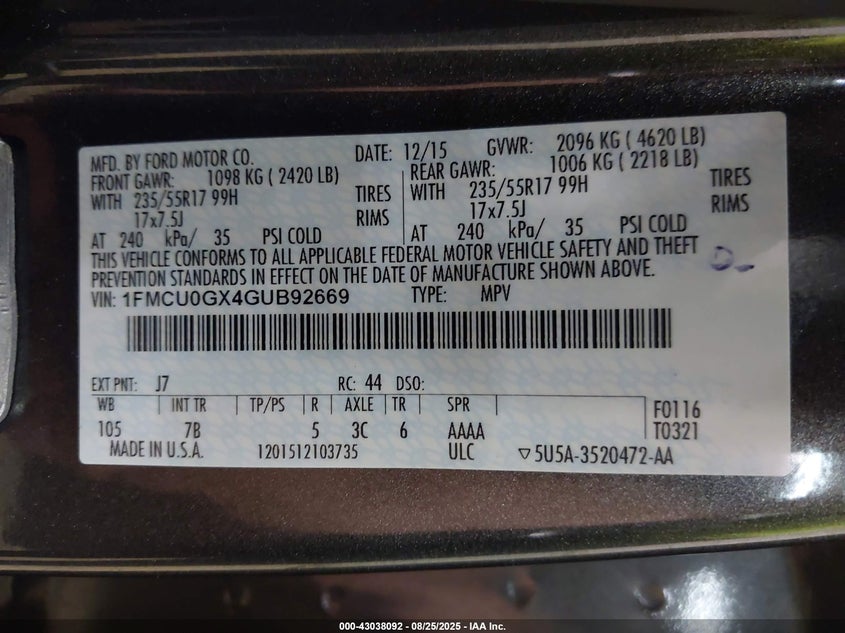 MFD. BY FORD MOTOR CO. DATE: 12/15 GVWR: 2096 KG ( 4620 LB)
FRONT GAWR: 1098 KG ( 2420 LB) REAR GAWR: 1006 KG ( 2218 LB)
WITH 235/55R17 99H TIRES WITH 235/55R17 99H TIRES
17x7.5J RIMS 17x7.5J RIMS
AT 240 kPa/ 35 PSI COLD AT 240 kPa/ 35 PSI COLD
THIS VEHICLE CONFORMS TO ALL APPLICABLE FEDERAL MOTOR VEHICLE SAFETY AND THEFT
PREVENTION STANDARDS IN EFFECT ON THE DATE OF MANUFACTURE SHOWN ABOVE.
VIN: 1FMCU0GX4GUB92669 TYPE: MPV
EXT PNT: J7 RC: 44 DSO:
WB INT TR TP/PS R AXLE TR SPR F0116
105 7B 5 3C 6 AAAA T0321
MADE IN U.S.A. 1201512103735 ULC ▽5U5A-3520472-AA
000-43038092 - 08/25/2025 - IAA Inc.